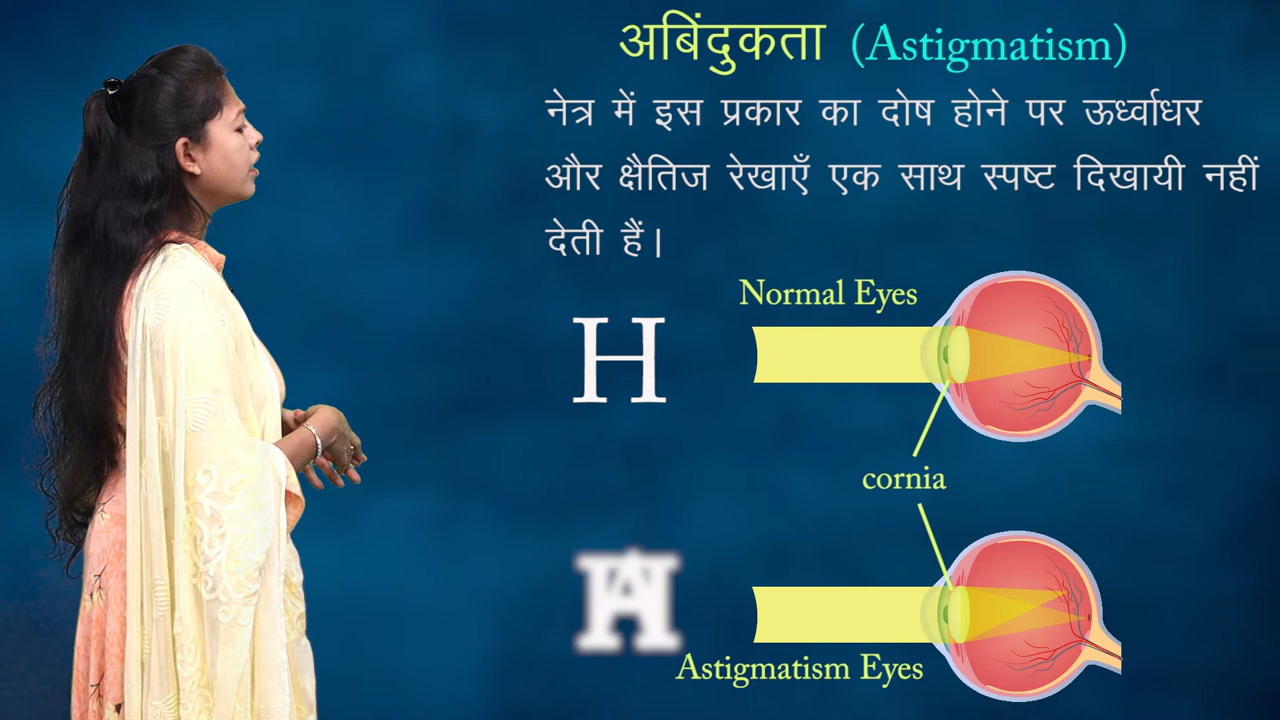 अबिंदुकता (Astigmatism)
नेत्र में इस प्रकार का दोष होने पर ऊर्ध्वाधर
और क्षैतिज रेखाएँ एक साथ स्पष्ट दिखायी नहीं
देती हैं।
Normal Eyes
H
cornia
Astigmatism Eyes